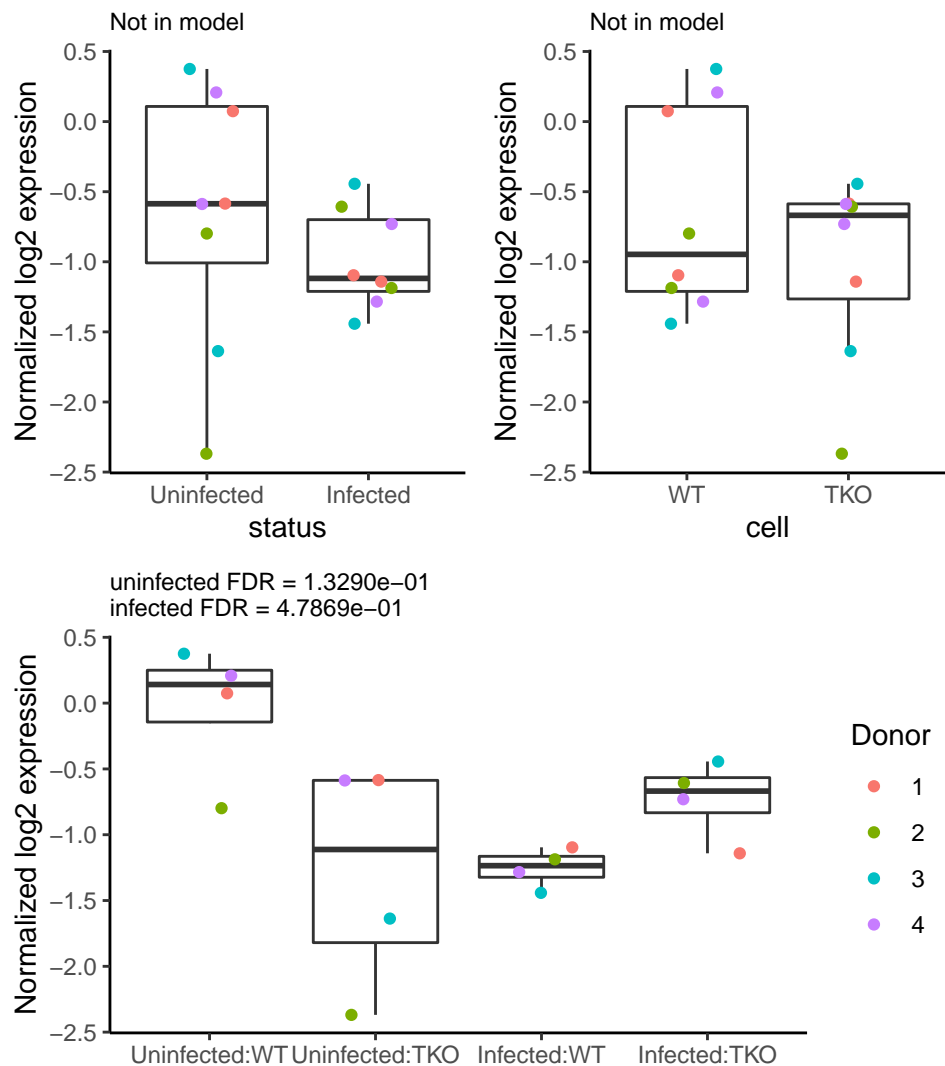 Not in model
Normalized log2 expression
0.5
0.0
−0.5
−1.0
−1.5
−2.0
−2.5
Uninfected Infected
status
Not in model
Normalized log2 expression
0.5
0.0
−0.5
−1.0
−1.5
−2.0
−2.5
WT TKO
cell
uninfected FDR = 1.3290e−01
infected FDR = 4.7869e−01
Normalized log2 expression
0.5
0.0
−0.5
−1.0
−1.5
−2.0
−2.5
Uninfected:WT Uninfected:TKO Infected:WT Infected:TKO
Donor
1
2
3
4